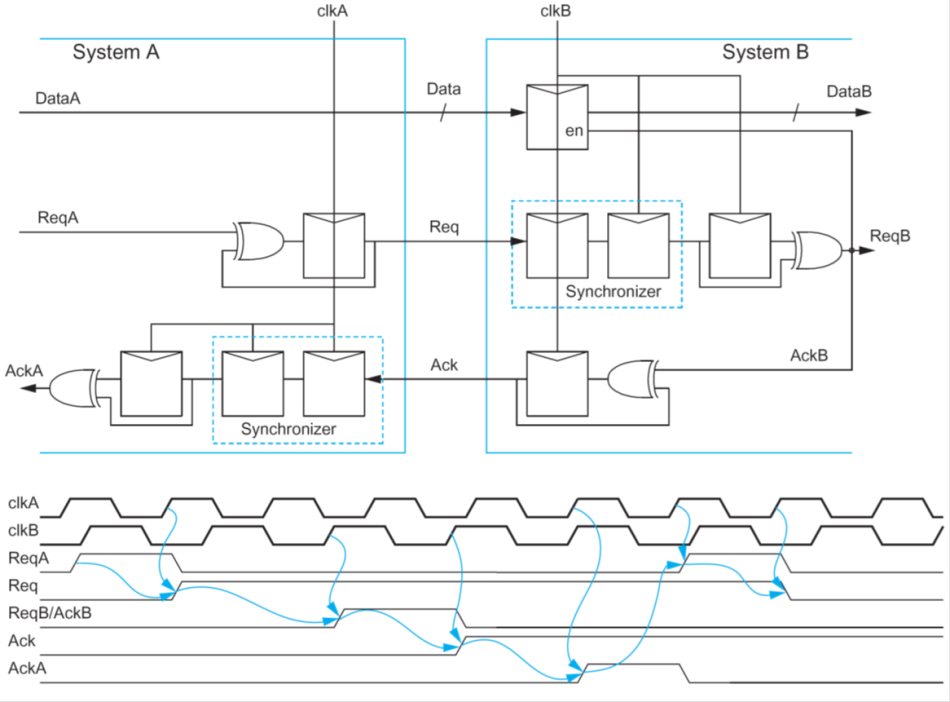 clkA
clkB
System A
System B
DataA
Data
DataB
en
ReqA
Req
ReqB
Synchronizer
AckA
Ack
AckB
Synchronizer
clkA
clkB
ReqA
Req
ReqB/AckB
Ack
AckA